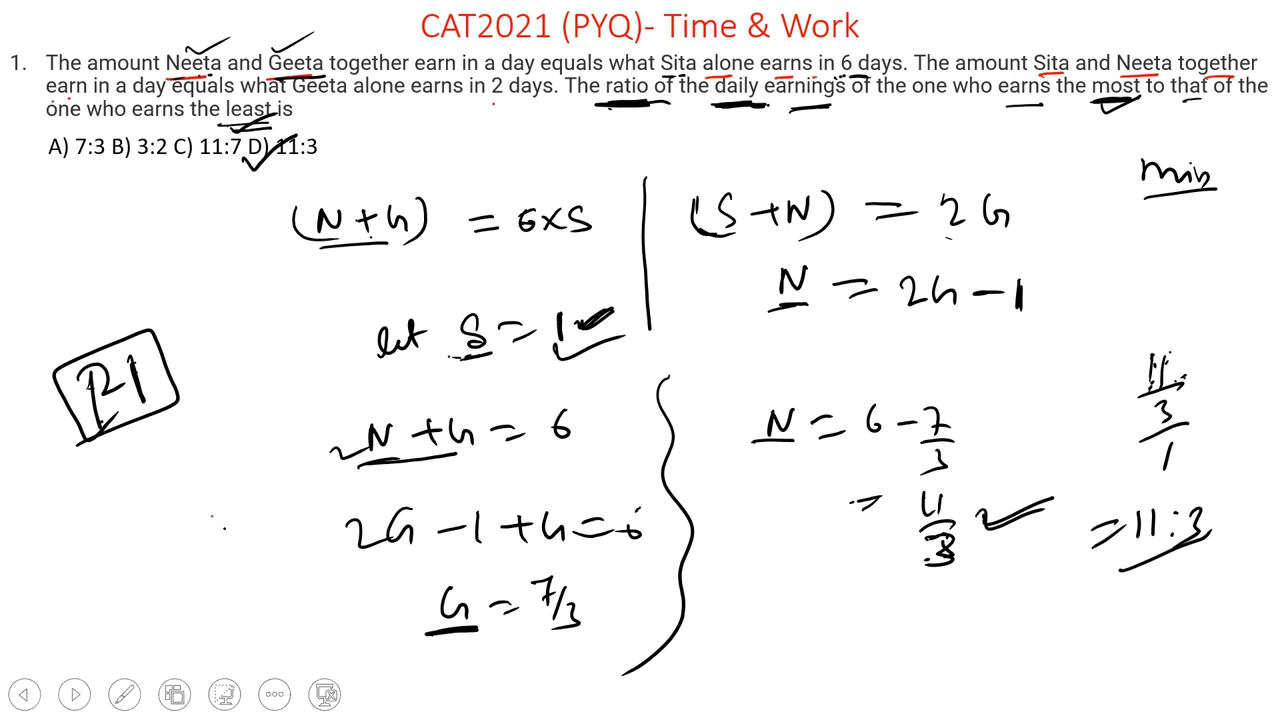 CAT2021 (PYQ)- Time & Work
1. The amount Neeta and Geeta together earn in a day equals what Sita alone earns in 6 days. The amount Sita and Neeta together
earn in a day equals what Geeta alone earns in 2 days. The ratio of the daily earnings of the one who earns the most to that of the
one who earns the least is
A) 7:3 B) 3:2 C) 11:7 D) 11:3
min
(N+G) = 6×S
(S+N) = 2G
N = 2G-1
let S = 1
P1
N+G = 6
2G-1+G=6
G = 7/3
N = 6-7/3
= 11/3
11/3/1
= 11:3